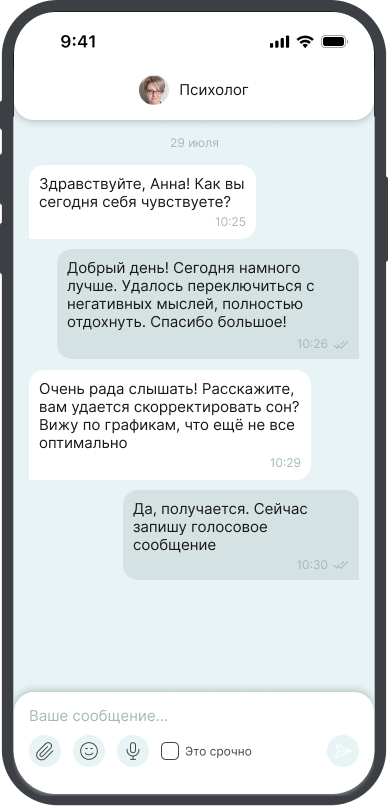 9:41
Психолог
29 июля
Здравствуйте, Анна! Как вы
сегодня себя чувствуете?
10:25
Добрый день! Сегодня намного
лучше. Удалось переключиться с
негативных мыслей, полностью
отдохнуть. Спасибо большое!
10:26
Очень рада слышать! Расскажите,
вам удается скорректировать сон?
Вижу по графикам, что ещё не все
оптимально
10:29
Да, получается. Сейчас
запишу голосовое
сообщение
10:30
Ваше сообщение...
Это срочно